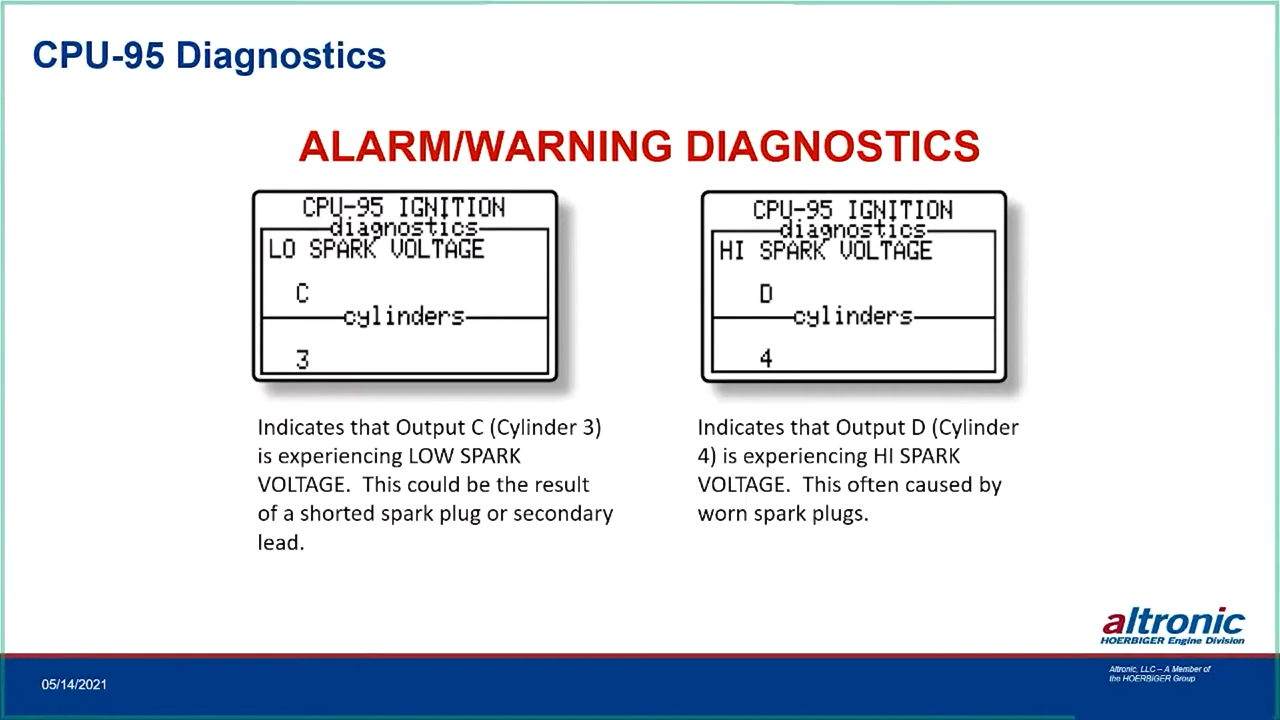 CPU-95 Diagnostics
ALARM/WARNING DIAGNOSTICS
CPU-95 IGNITION
diagnostics
LO SPARK VOLTAGE
C
cylinders
3
CPU-95 IGNITION
diagnostics
HI SPARK VOLTAGE
D
cylinders
4
Indicates that Output C (Cylinder 3)
is experiencing LOW SPARK
VOLTAGE.  This could be the result
of a shorted spark plug or secondary
lead.
Indicates that Output D (Cylinder
4) is experiencing HI SPARK
VOLTAGE.  This often caused by
worn spark plugs.
altronic
HOERBIGER Engine Division
Altronic, LLC – A Member of
the HOERBIGER Group
05/14/2021